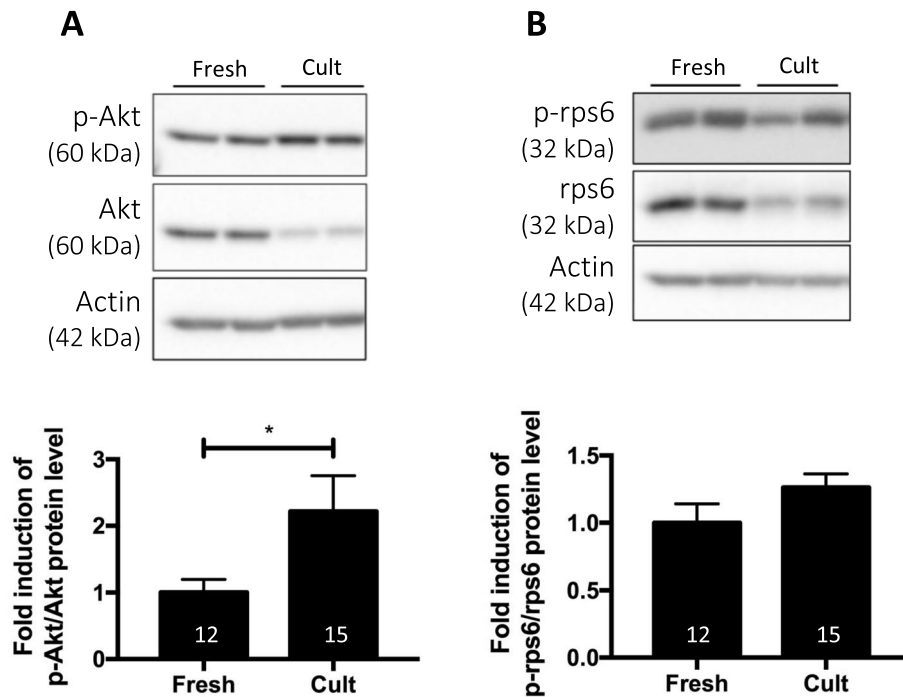 A
Fresh Cult
p-Akt
(60 kDa)
Akt
(60 kDa)
Actin
(42 kDa)
Fold induction of
p-Akt/Akt protein level
3
2
1
0
*
12
15
Fresh Cult
B
Fresh Cult
p-rps6
(32 kDa)
rps6
(32 kDa)
Actin
(42 kDa)
Fold induction of
p-rps6/rps6 protein level
1.5
1.0
0.5
0.0
12
15
Fresh Cult